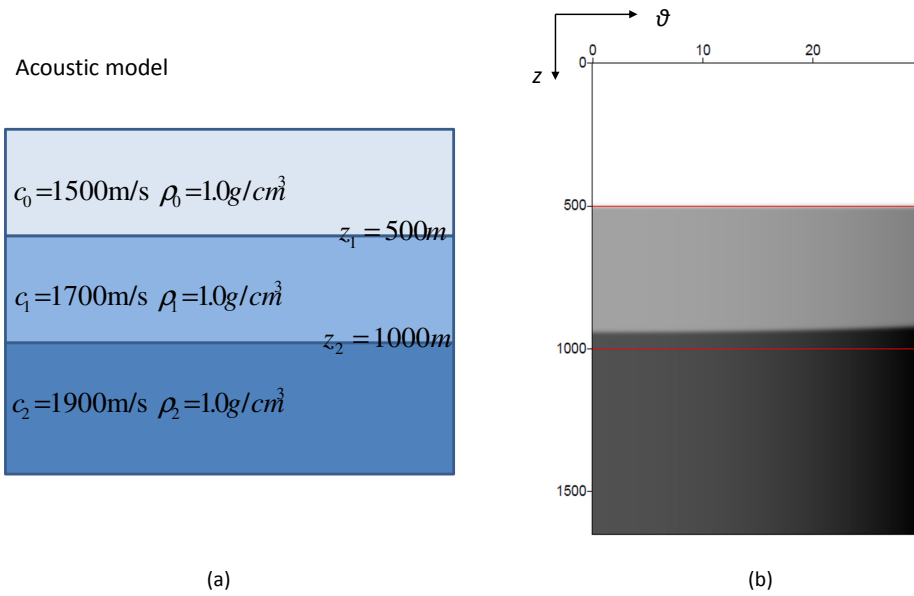 Acoustic model
c₀ =1500m/s ρ₀ =1.0g/cm³
z₁ = 500m
c₁ =1700m/s ρ₁ =1.0g/cm³
z₂ = 1000m
c₂ =1900m/s ρ₂ =1.0g/cm³
(a)
ϑ
z
0 10 20
0
500
1000
1500
(b)